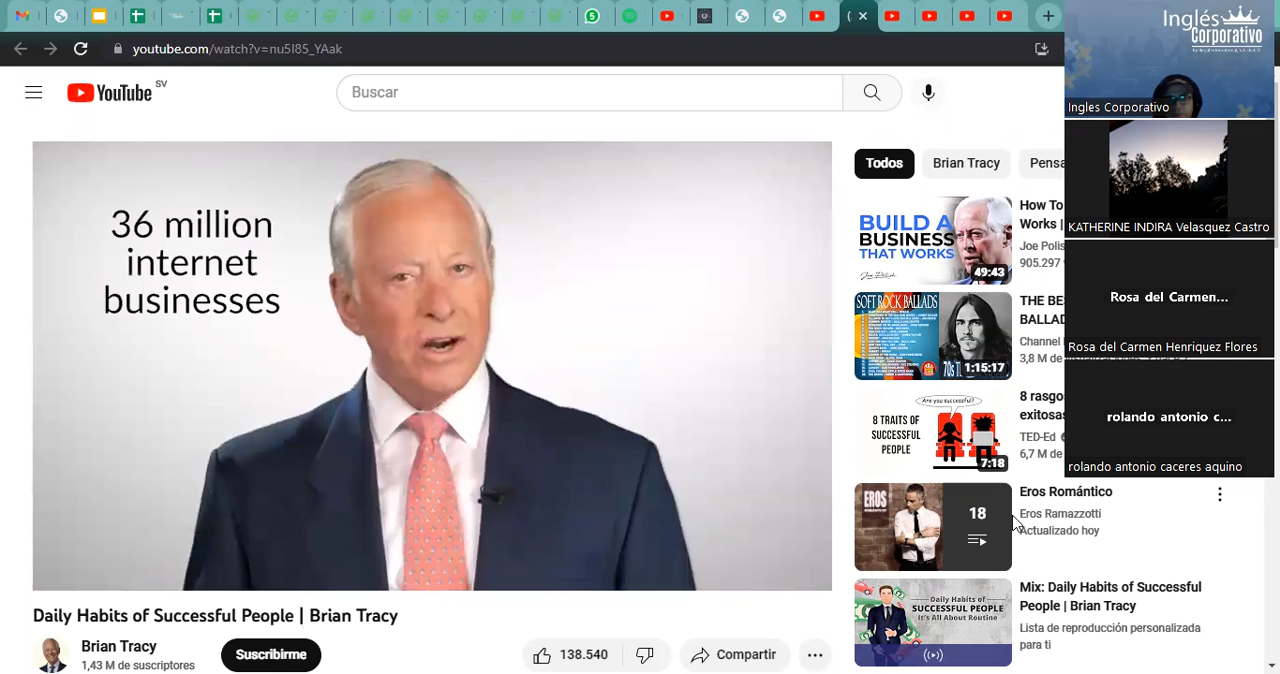 5
youtube.com/watch?v=nu5I85_YAak
YouTube SV
Buscar
36 million
internet
businesses
Daily Habits of Successful People | Brian Tracy
Brian Tracy
1,43 M de suscriptores
Suscribirme
138.540
Compartir
Todos
Brian Tracy
Pensa
BUILD A
BUSINESS
THAT WORKS
49:43
How To
Works |
Joe Polis
905.297
SOFT ROCK BALLADS
70s
1:15:17
THE BE
BALLAD
Channel
3,8 M
Are you successful?
8 TRAITS OF
SUCCESSFUL
PEOPLE
7:18
8 rasgo
exitosa
TED-Ed
6,7 M de
EROS
18
Eros Romántico
Eros Ramazzotti
Actualizado hoy
Daily Habits of
SUCCESSFUL PEOPLE
It's All About Routine
Mix: Daily Habits of Successful
People | Brian Tracy
Lista de reproducción personalizada
para ti
Inglés
Corporativo
Ingles Corporativo
KATHERINE INDIRA Velasquez Castro
Rosa del Carmen...
Rosa del Carmen Henriquez Flores
rolando antonio c...
rolando antonio caceres aquino